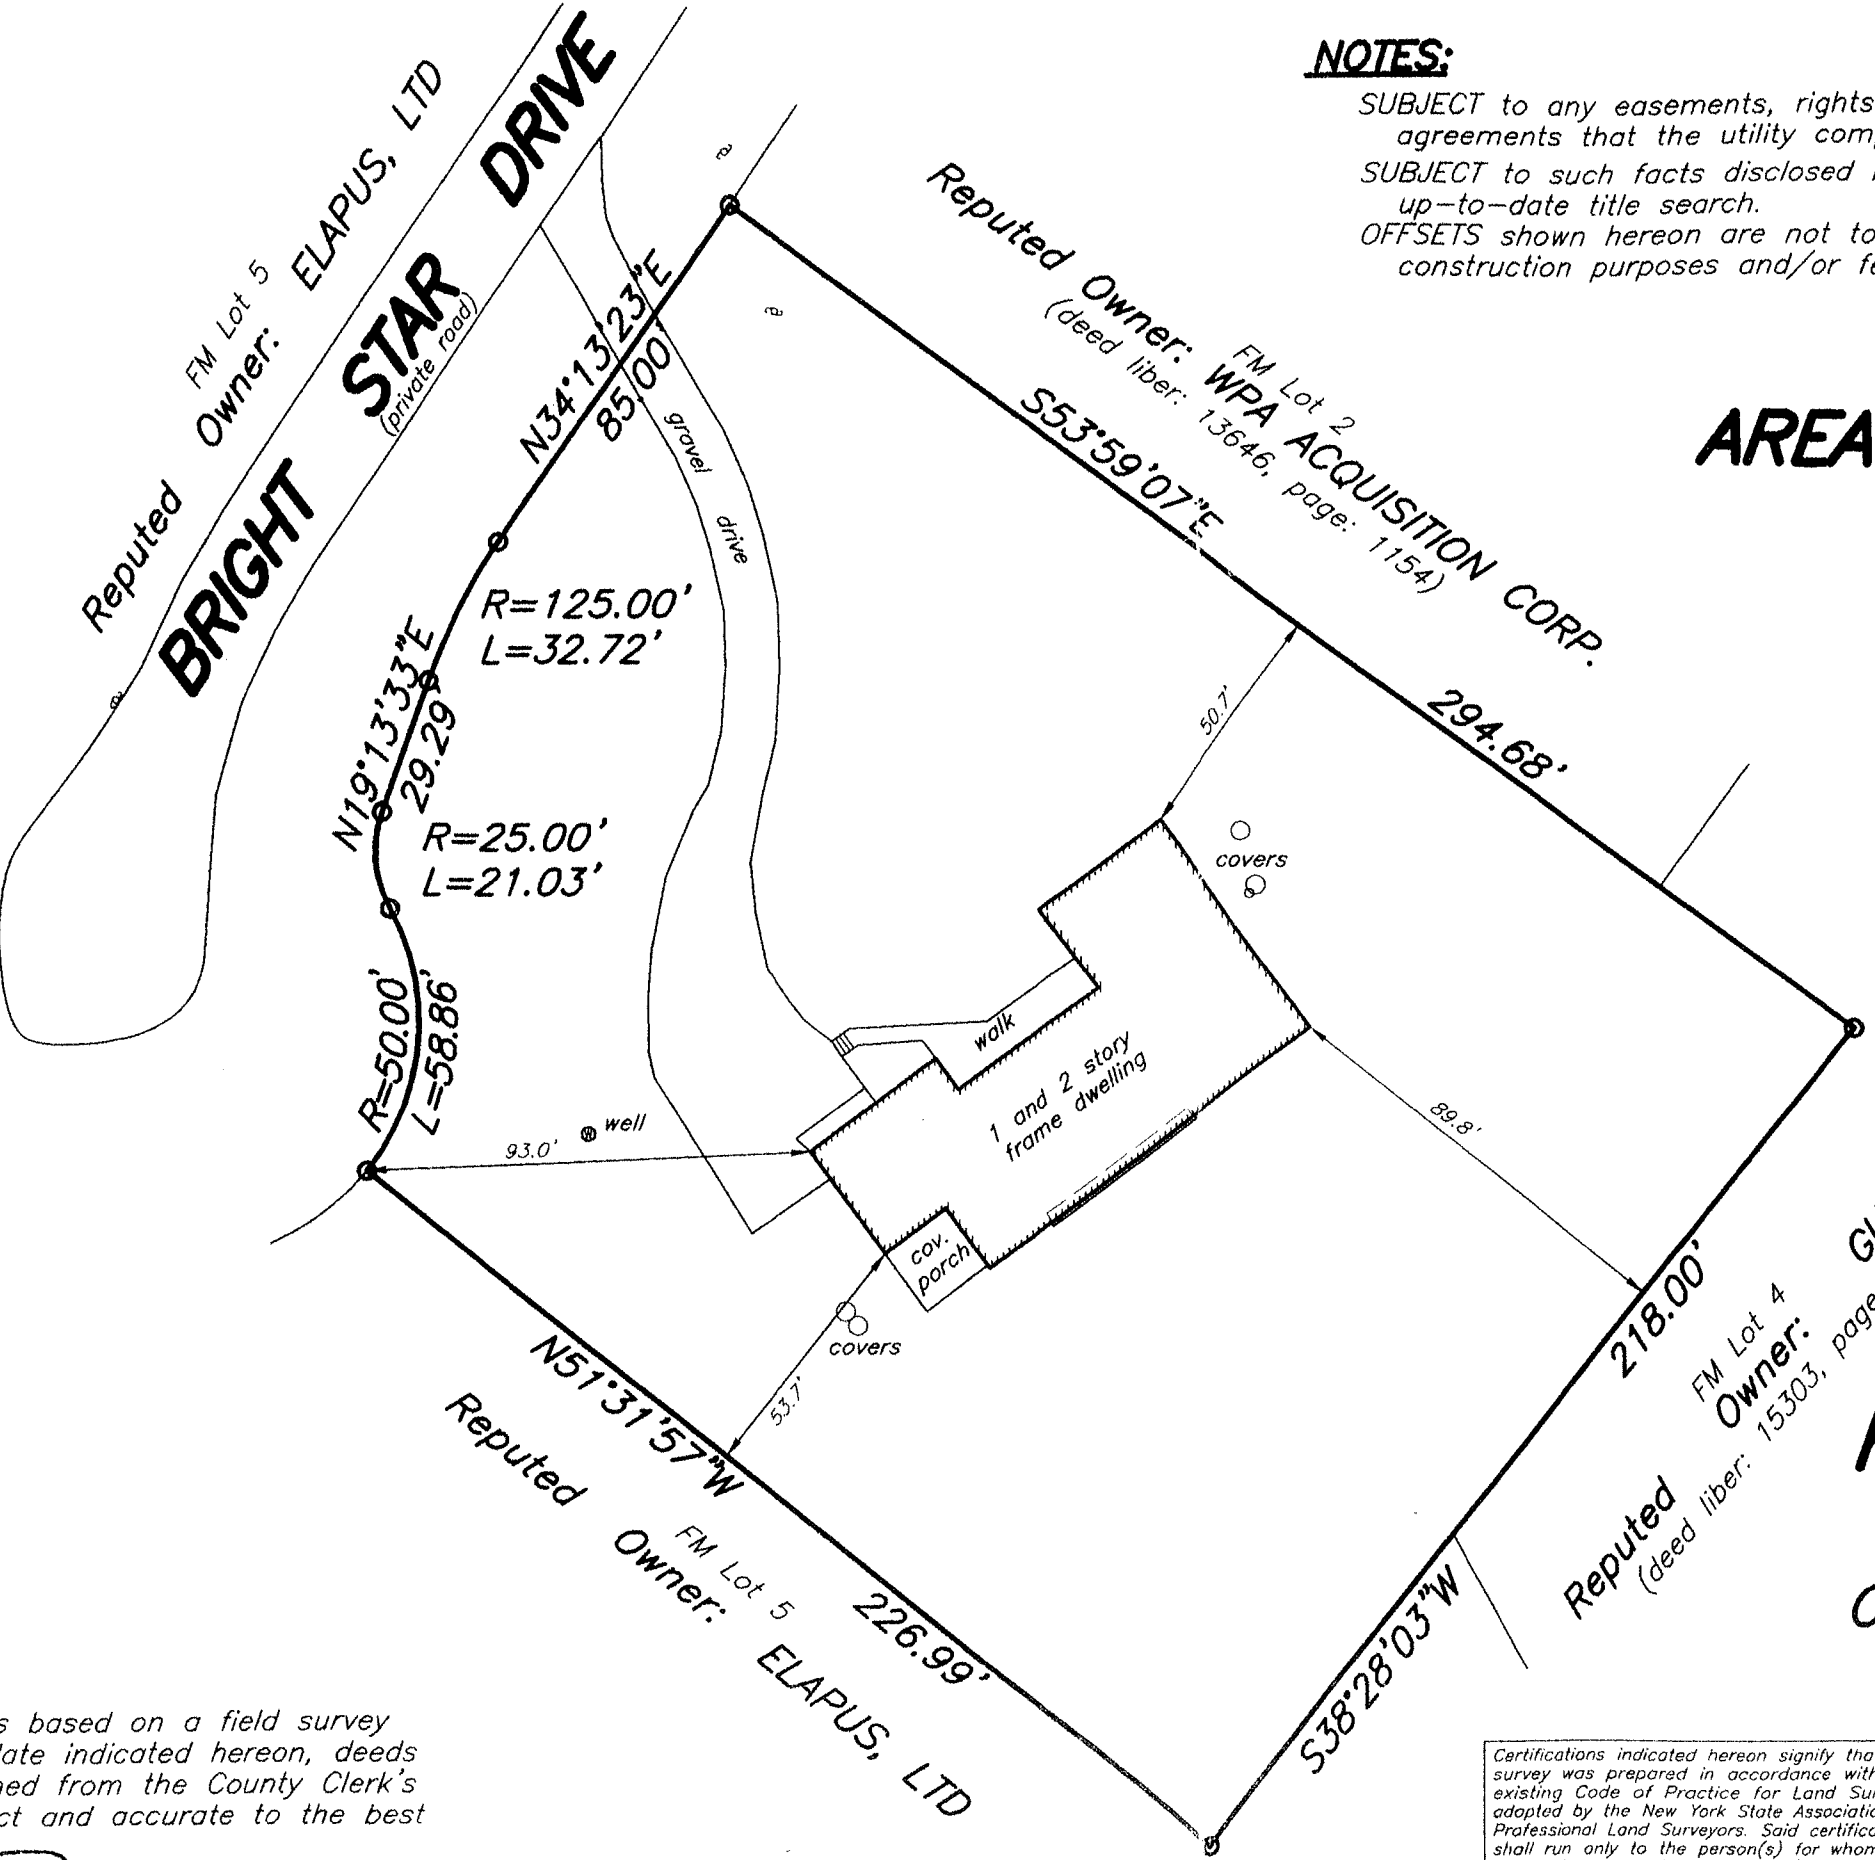 NOTES:
SUBJECT to any easements, rights
agreements that the utility com
SUBJECT to such facts disclosed
up-to-date title search.
OFFSETS shown hereon are not to
construction purposes and/or
AREA
FM Lot 5
Reputed Owner: ELAPUS, LTD
BRIGHT STAR DRIVE
(private road)
N34°13'23"E
85.00'
gravel drive
Reputed Owner: WPA ACQUISITION CORP.
FM Lot 2
(deed liber: 13646, page: 1154)
S53°59'07"E
294.68'
R=125.00'
L=32.72'
N19°13'33"E
29.29'
R=25.00'
L=21.03'
R=50.00'
L=58.86'
50.7'
covers
walk
1 and 2 story
frame dwelling
89.8'
well
93.0'
cov.
porch
covers
53.7'
N51°31'57"W
226.99'
FM Lot 5
Reputed Owner: ELAPUS, LTD
218.00'
S38°28'03"W
FM Lot 4
Reputed Owner:
(deed liber: 15303, page
s based on a field survey
late indicated hereon, deeds
ned from the County Clerk's
ct and accurate to the best
Certifications indicated hereon signify tha
survey was prepared in accordance with
existing Code of Practice for Land Sur
adopted by the New York State Associatio
Professional Land Surveyors. Said certifica
shall run only to the person(s) for whom